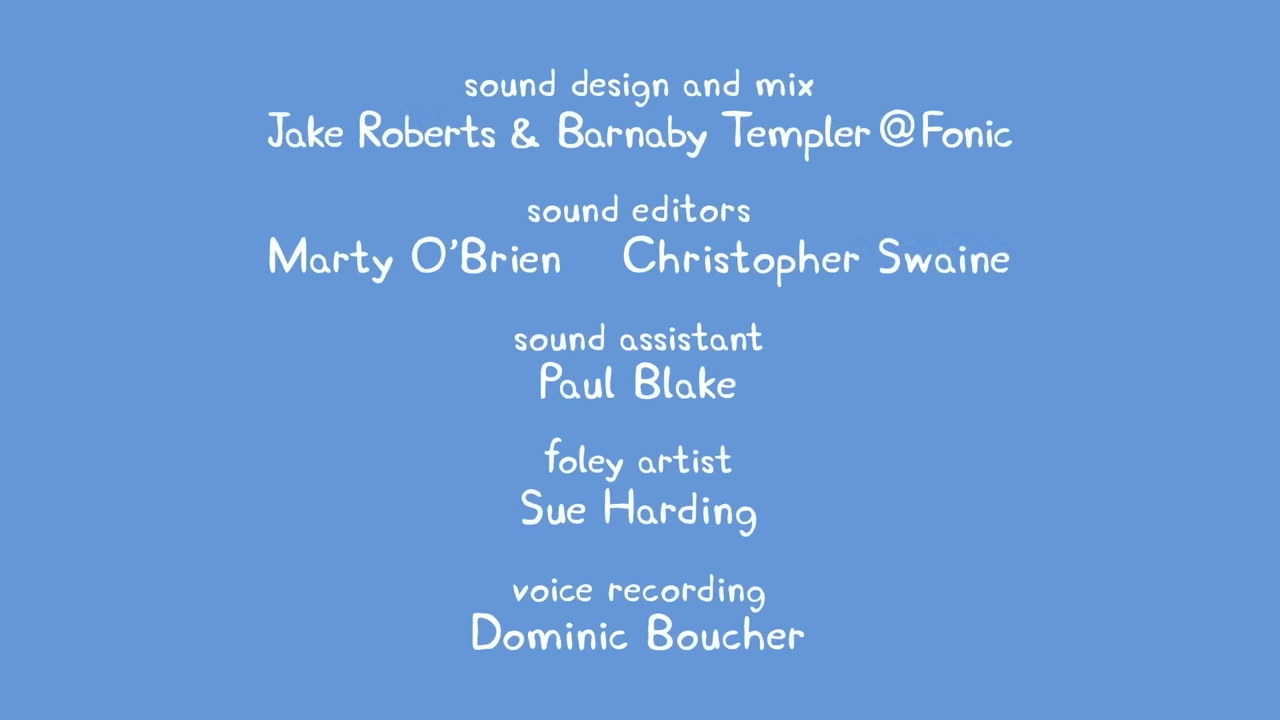 sound design and mix
Jake Roberts & Barnaby Templer @ Fonic
sound editors
Marty O’Brien Christopher Swaine
sound assistant
Paul Blake
foley artist
Sue Harding
voice recording
Dominic Boucher